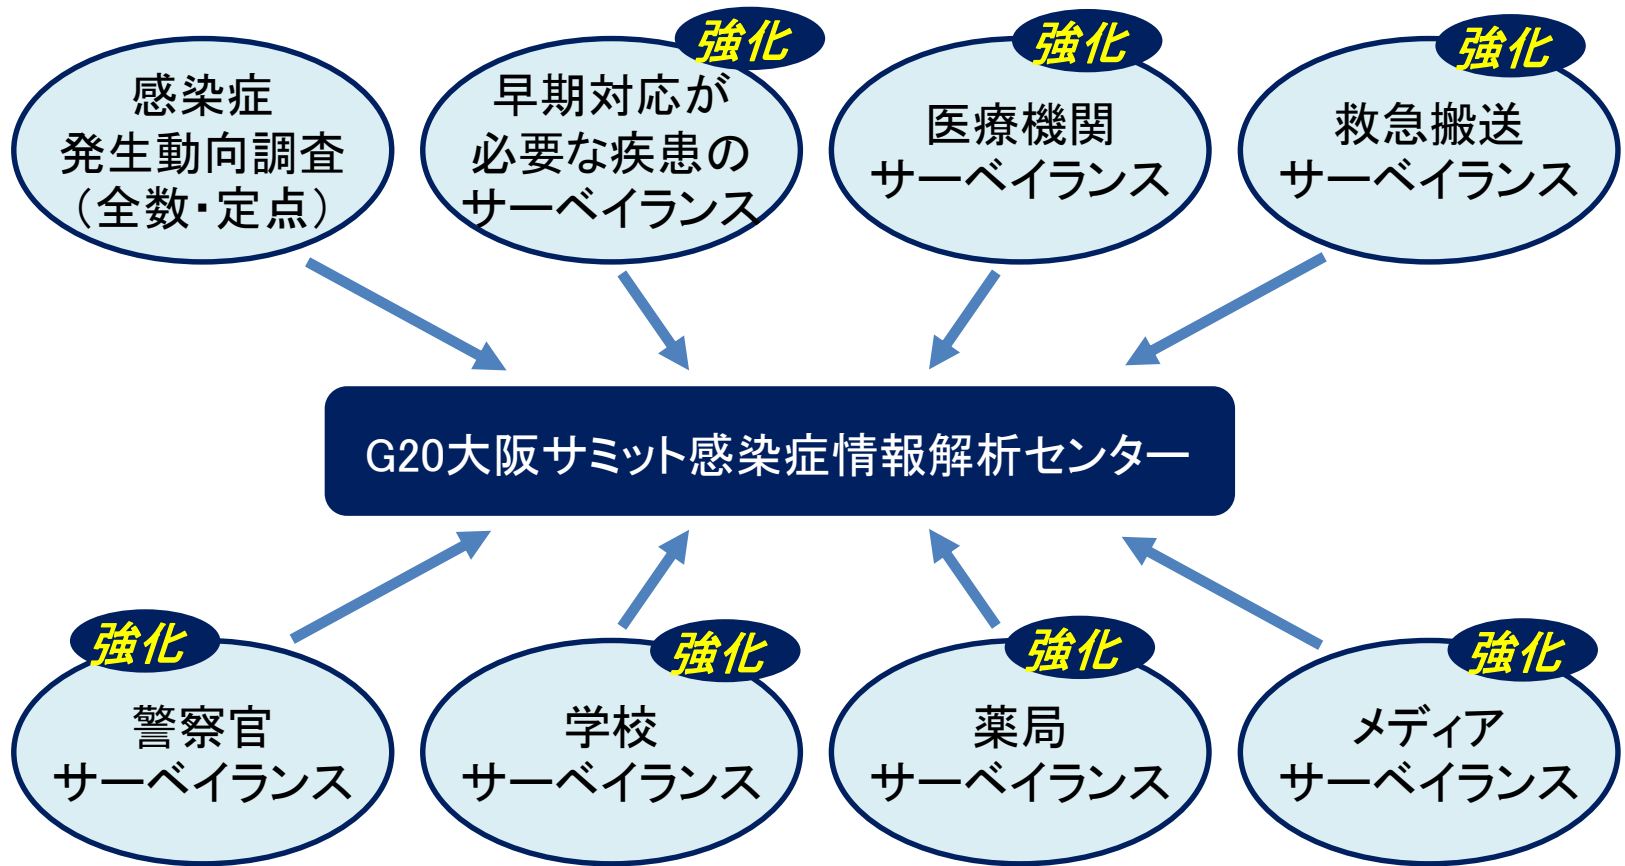 強化
感染症
発生動向調査
（全数・定点）
強化
早期対応が
必要な疾患の
サーベイランス
強化
医療機関
サーベイランス
救急搬送
サーベイランス
G20大阪サミット感染症情報解析センター
強化
警察官
サーベイランス
強化
学校
サーベイランス
強化
薬局
サーベイランス
強化
メディア
サーベイランス